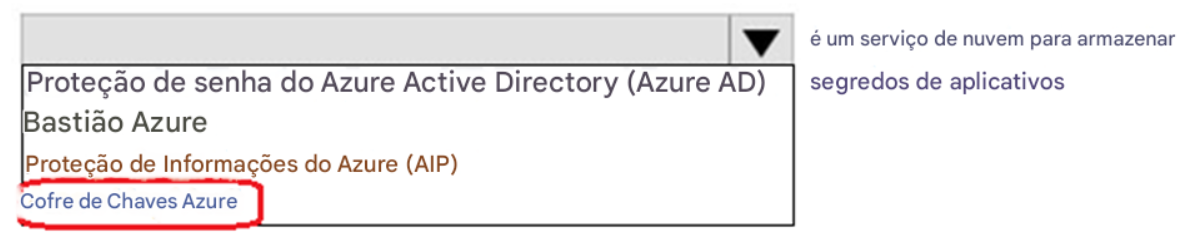 é um serviço de nuvem para armazenar
segredos de aplicativos
Proteção de senha do Azure Active Directory (Azure AD)
Bastião Azure
Proteção de Informações do Azure (AIP)
Cofre de Chaves Azure